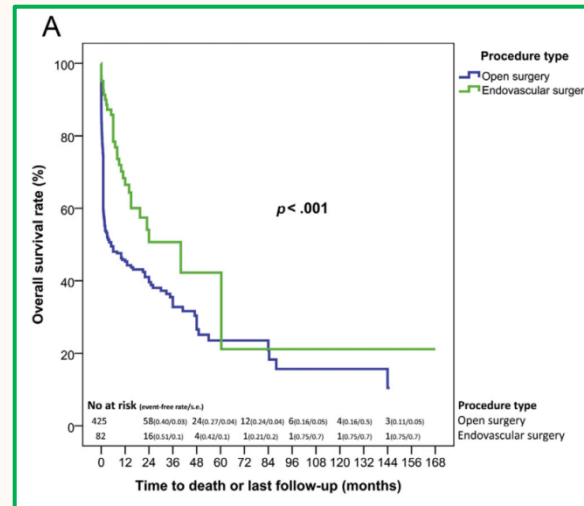 A
Procedure type
Open surgery
Endovascular surger
100
80
60
40
20
0
Overall survival rate (%)
p< .001
No at risk (event-free rate/s.e.)
425 58(0.40/0.03) 24(0.27/0.04) 12(0.24/0.04) 6(0.16/0.05) 4(0.16/0.5) 3(0.11/0.05)
82 16(0.51/0.1) 4(0.42/0.1) 1(0.21/0.2) 1(0.75/0.7) 1(0.75/0.7) 1(0.75/0.7)
Procedure type
Open surgery
Endovascular surgery
0 12 24 36 48 60 72 84 96 108 120 132 144 156 168
Time to death or last follow-up (months)